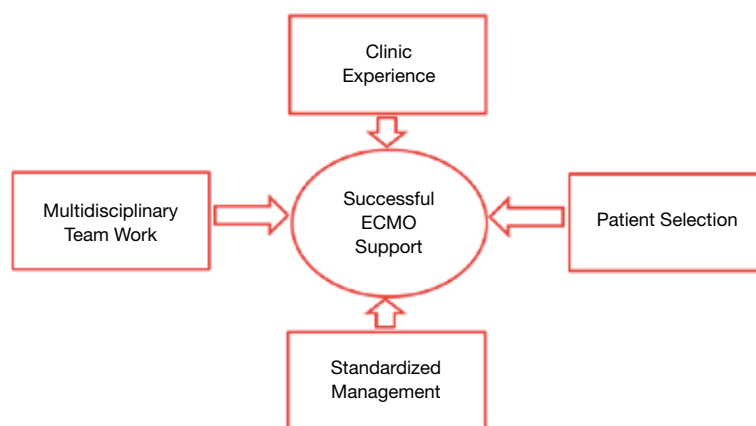 Clinic
Experience
Multidisciplinary
Team Work
Successful
ECMO
Support
Patient Selection
Standardized
Management